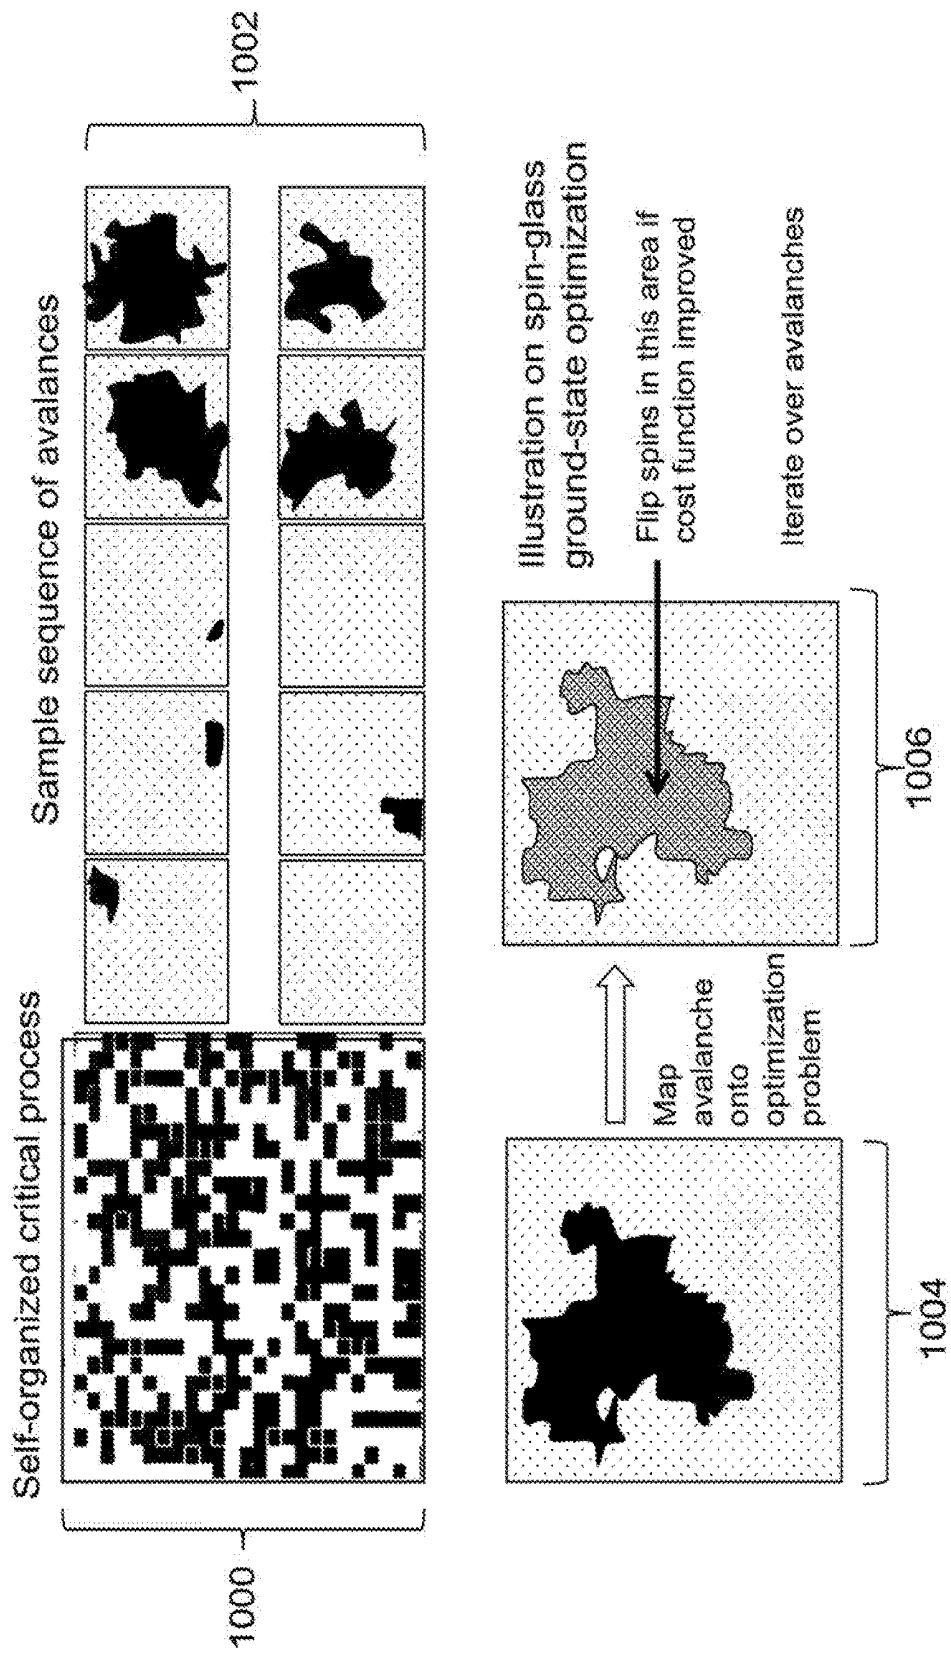 Self-organized critical process
Sample sequence of avalances
1000
1002
Map
avalanche
onto
optimization
problem
Illustration on spin-glass
ground-state optimization
Flip spins in this area if
cost function improved
Iterate over avalanches
1004
1006